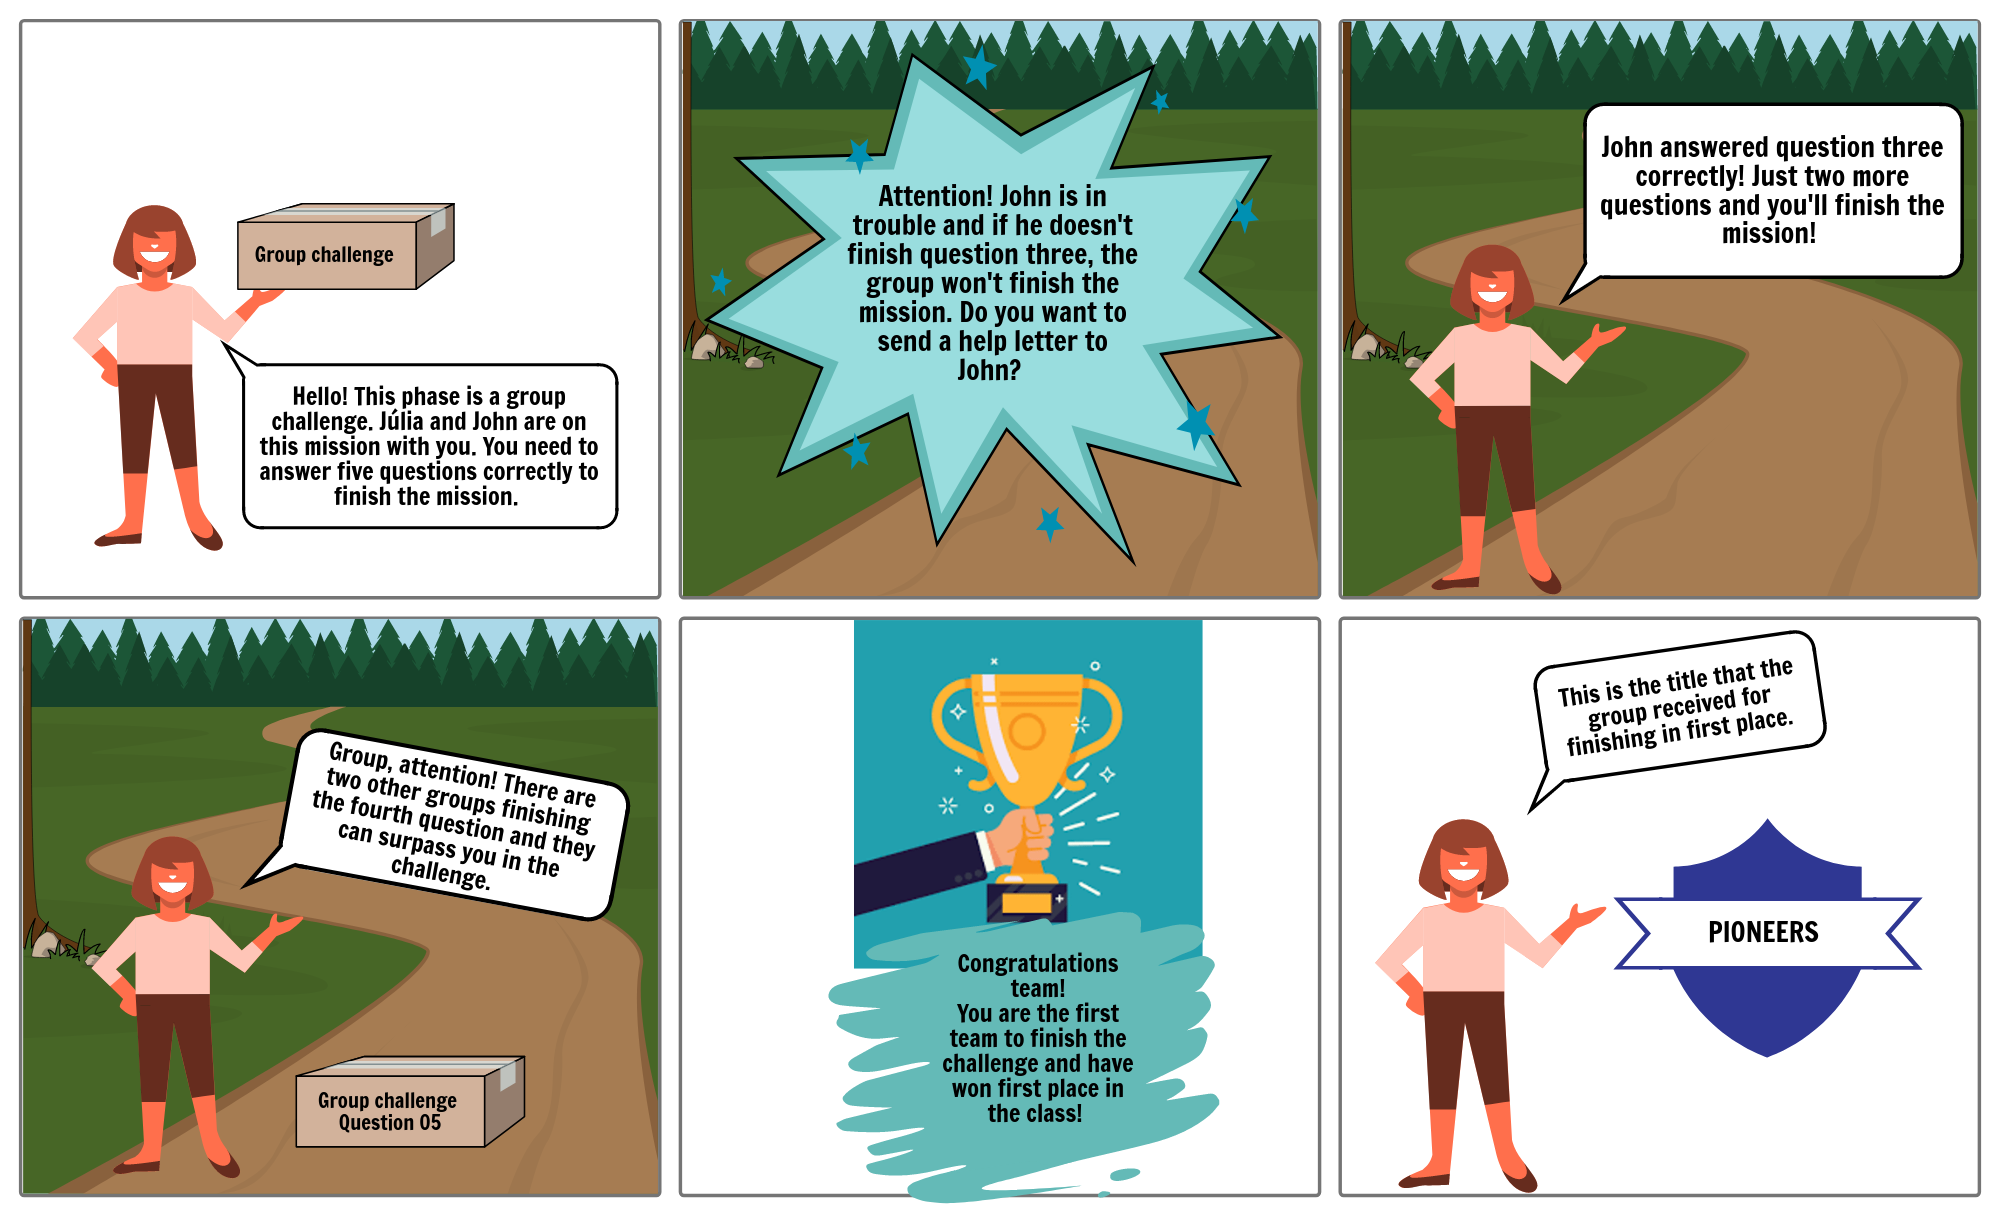 Group challenge
Hello! This phase is a group
challenge. Júlia and John are on
this mission with you. You need to
answer five questions correctly to
finish the mission.
Attention! John is in
trouble and if he doesn't
finish question three, the
group won't finish the
mission. Do you want to
send a help letter to
John?
John answered question three
correctly! Just two more
questions and you'll finish the
mission!
Group, attention! There are
two other groups finishing
the fourth question and they
can surpass you in the
challenge.
Group challenge
Question 05
Congratulations
team!
You are the first
team to finish the
challenge and have
won first place in
the class!
This is the title that the
group received for
finishing in first place.
PIONEERS